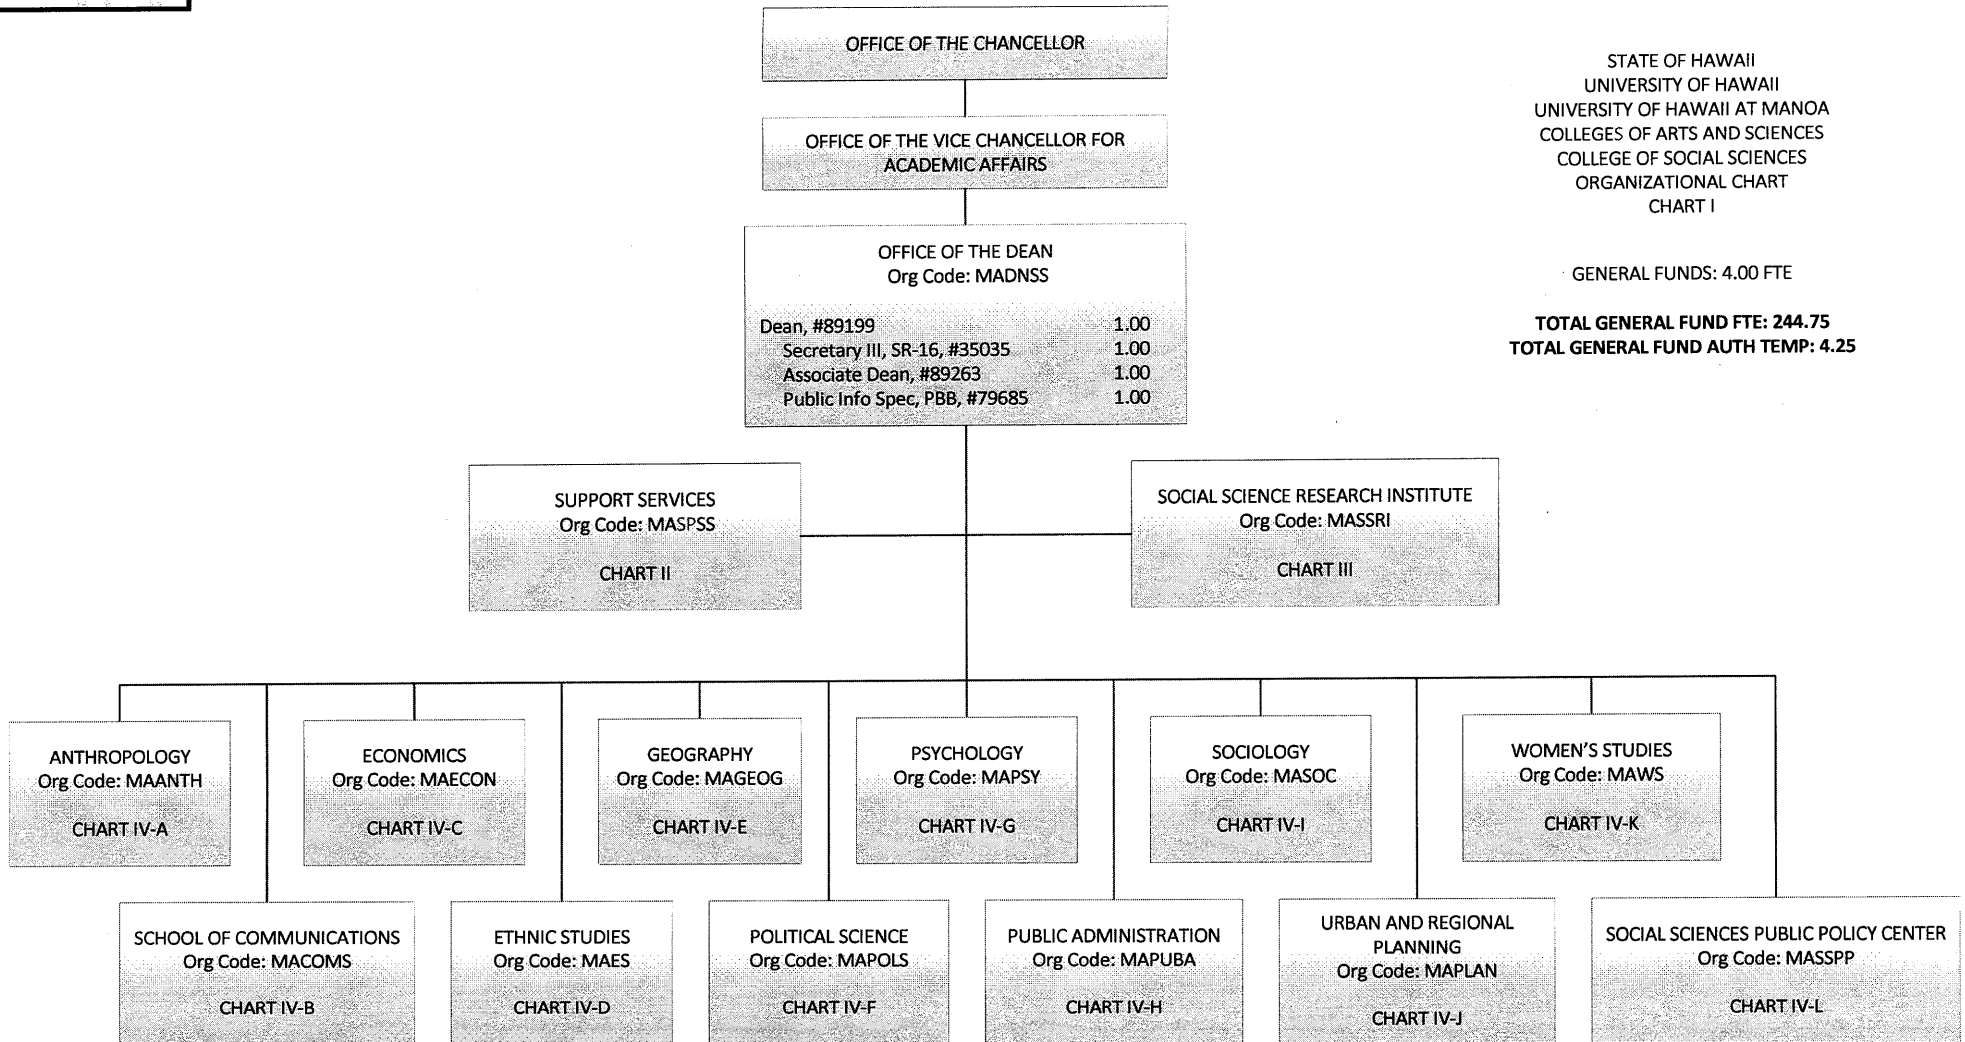 OFFICE OF THE CHANCELLOR
STATE OF HAWAII
UNIVERSITY OF HAWAII
UNIVERSITY OF HAWAII AT MANOA
COLLEGES OF ARTS AND SCIENCES
COLLEGE OF SOCIAL SCIENCES
ORGANIZATIONAL CHART
CHART I
GENERAL FUNDS: 4.00 FTE
TOTAL GENERAL FUND FTE: 244.75
TOTAL GENERAL FUND AUTH TEMP: 4.25
OFFICE OF THE VICE CHANCELLOR FOR
ACADEMIC AFFAIRS
OFFICE OF THE DEAN
Org Code: MADNSS
Dean, #89199 1.00
Secretary III, SR-16, #35035 1.00
Associate Dean, #89263 1.00
Public Info Spec, PBB, #79685 1.00
SUPPORT SERVICES
Org Code: MASPSS
CHART II
SOCIAL SCIENCE RESEARCH INSTITUTE
Org Code: MASSRI
CHART III
ANTHROPOLOGY
Org Code: MAANTH
CHART IV-A
ECONOMICS
Org Code: MAECON
CHART IV-C
GEOGRAPHY
Org Code: MAGEOG
CHART IV-E
PSYCHOLOGY
Org Code: MAPSY
CHART IV-G
SOCIOLOGY
Org Code: MASOC
CHART IV-I
WOMEN'S STUDIES
Org Code: MAWS
CHART IV-K
SCHOOL OF COMMUNICATIONS
Org Code: MACOMS
CHART IV-B
ETHNIC STUDIES
Org Code: MAES
CHART IV-D
POLITICAL SCIENCE
Org Code: MAPOLS
CHART IV-F
PUBLIC ADMINISTRATION
Org Code: MAPUBA
CHART IV-H
URBAN AND REGIONAL
PLANNING
Org Code: MAPLAN
CHART IV-J
SOCIAL SCIENCES PUBLIC POLICY CENTER
Org Code: MASSPP
CHART IV-L